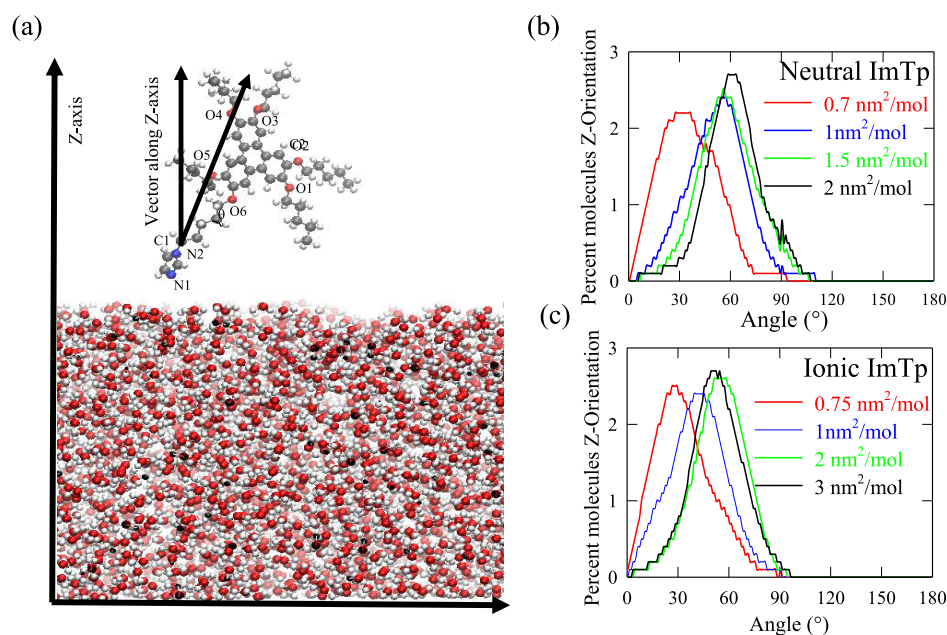 (a)
Z-axis
Vector along Z-axis
O4
O3
C2
O2
O5
O1
O6
θ
C1
N2
N1
(b)
Percent molecules Z-Orientation
3
2
1
0
Neutral ImTp
0.7 nm²/mol
1nm²/mol
1.5 nm²/mol
2 nm²/mol
0 30 60 90 120 150 180
Angle (°)
(c)
Percent molecules Z-Orientation
3
2
1
0
Ionic ImTp
0.75 nm²/mol
1nm²/mol
2 nm²/mol
3 nm²/mol
0 30 60 90 120 150 180
Angle (°)